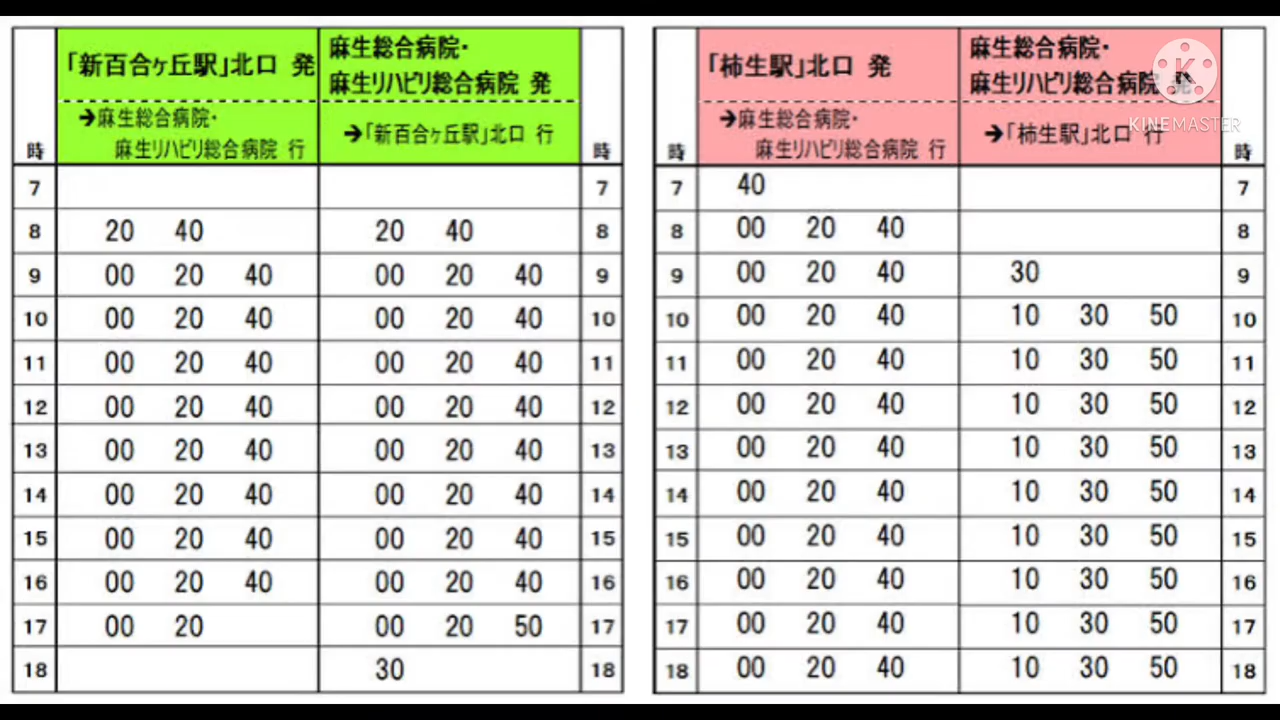 時 「新百合ヶ丘駅」北口 発 麻生総合病院・ 麻生リハビリ総合病院 発 時
➔麻生総合病院・ 麻生リハビリ総合病院 行 ➔「新百合ヶ丘駅」北口 行
7 7
8 20 40 20 40 8
9 00 20 40 00 20 40 9
10 00 20 40 00 20 40 10
11 00 20 40 00 20 40 11
12 00 20 40 00 20 40 12
13 00 20 40 00 20 40 13
14 00 20 40 00 20 40 14
15 00 20 40 00 20 40 15
16 00 20 40 00 20 40 16
17 00 20 00 20 50 17
18 30 18
時 「柿生駅」北口 発 麻生総合病院・ 麻生リハビリ総合病院 発 時
➔麻生総合病院・ 麻生リハビリ総合病院 行 ➔「柿生駅」北口 行
7 40 7
8 00 20 40 8
9 00 20 40 30 9
10 00 20 40 10 30 50 10
11 00 20 40 10 30 50 11
12 00 20 40 10 30 50 12
13 00 20 40 10 30 50 13
14 00 20 40 10 30 50 14
15 00 20 40 10 30 50 15
16 00 20 40 10 30 50 16
17 00 20 40 10 30 50 17
18 00 20 40 10 30 50 18
K
KINEMASTER